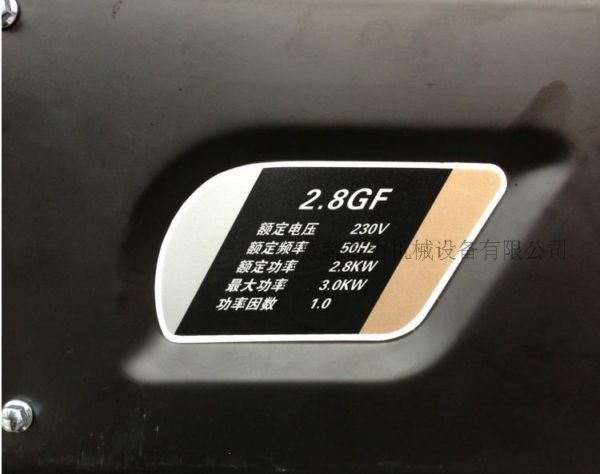 2.8GF
额定电压 230V
额定频率 50Hz
额定功率 2.8KW
最大功率 3.0KW
功率因数 1.0
机械设备有限公司